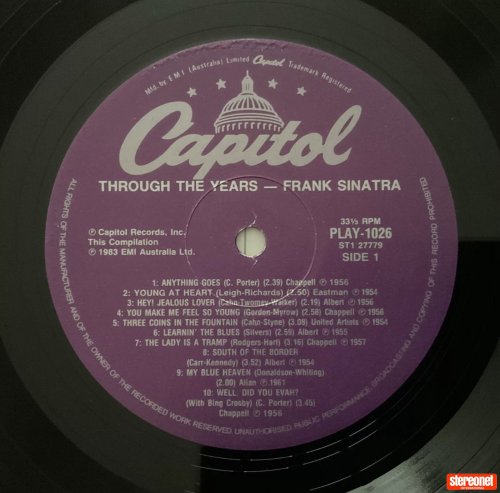 Mfg. by E M I (Australia) Limited Capitol Trademark Registered
Capitol
THROUGH THE YEARS — FRANK SINATRA
℗ Capitol Records, Inc.
This Compilation
℗ 1983 EMI Australia Ltd.
33⅓ RPM
PLAY-1026
ST1 27779
SIDE 1
1: ANYTHING GOES (C. Porter) (2.39) Chappell ℗ 1956
2: YOUNG AT HEART (Leigh-Richards) (2.50) Eastman ℗ 1954
3: HEY! JEALOUS LOVER (Cahn-Twomey-Walker) (2.19) Albert ℗ 1956
4: YOU MAKE ME FEEL SO YOUNG (Gordon-Myrow) (2.58) Chappell ℗ 1956
5: THREE COINS IN THE FOUNTAIN (Cahn-Styne) (3.08) United Artists ℗ 1954
6: LEARNIN' THE BLUES (Silvers) (2.59) Albert ℗ 1955
7: THE LADY IS A TRAMP (Rodgers-Hart) (3.16) Chappell ℗ 1957
8: SOUTH OF THE BORDER
(Carr-Kennedy) (2.52) Albert ℗ 1954
9: MY BLUE HEAVEN (Donaldson-Whiting)
(2.00) Allan ℗ 1961
10: WELL, DID YOU EVAH?
(With Bing Crosby) (C. Porter) (3.45)
Chappell ℗ 1956
ALL RIGHTS OF THE MANUFACTURER AND OF THE OWNER OF THE RECORDED WORK RESERVED. UNAUTHORISED PUBLIC PERFORMANCE, BROADCASTING AND COPYING OF THIS RECORD PROHIBITED
stereonet
INTERNATIONAL